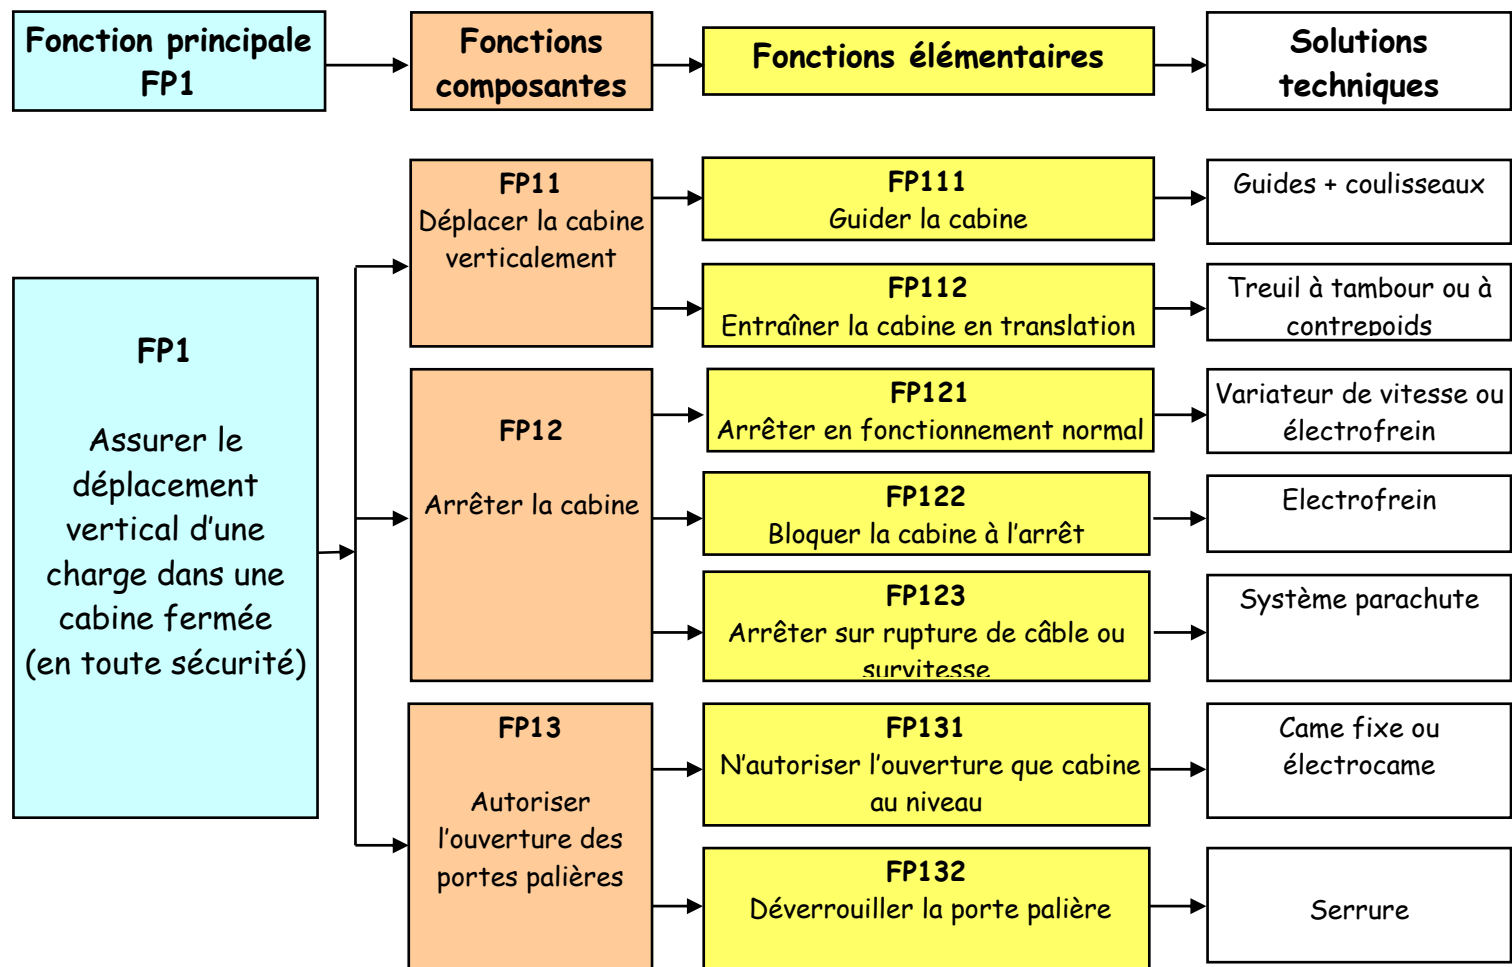 Fonction principale
FP1
Fonctions
composantes
Fonctions élémentaires
Solutions
techniques
FP1
Assurer le
déplacement
vertical d'une
charge dans une
cabine fermée
(en toute sécurité)
FP11
Déplacer la cabine
verticalement
FP111
Guider la cabine
Guides + coulisseaux
FP112
Entraîner la cabine en translation
Treuil à tambour ou à
contrepoids
FP12
Arrêter la cabine
FP121
Arrêter en fonctionnement normal
Variateur de vitesse ou
électrofrein
FP122
Bloquer la cabine à l'arrêt
Electrofrein
FP123
Arrêter sur rupture de câble ou
survitesse
Système parachute
FP13
Autoriser
l'ouverture des
portes palières
FP131
N'autoriser l'ouverture que cabine
au niveau
Came fixe ou
électrocame
FP132
Déverrouiller la porte palière
Serrure